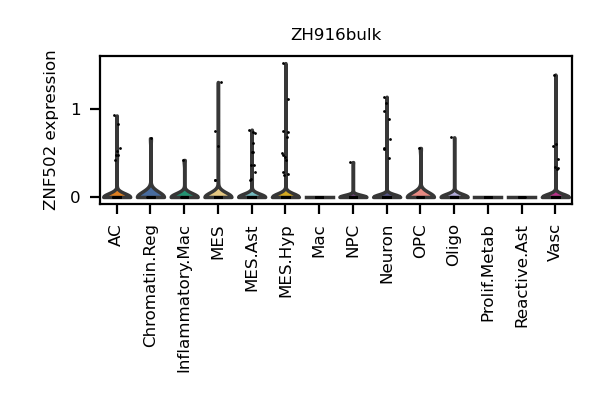 ZH916bulk
ZNF502 expression
1
0
AC
Chromatin.Reg
Inflammatory.Mac
MES
MES.Ast
MES.Hyp
Mac
NPC
Neuron
OPC
Oligo
Prolif.Metab
Reactive.Ast
Vasc